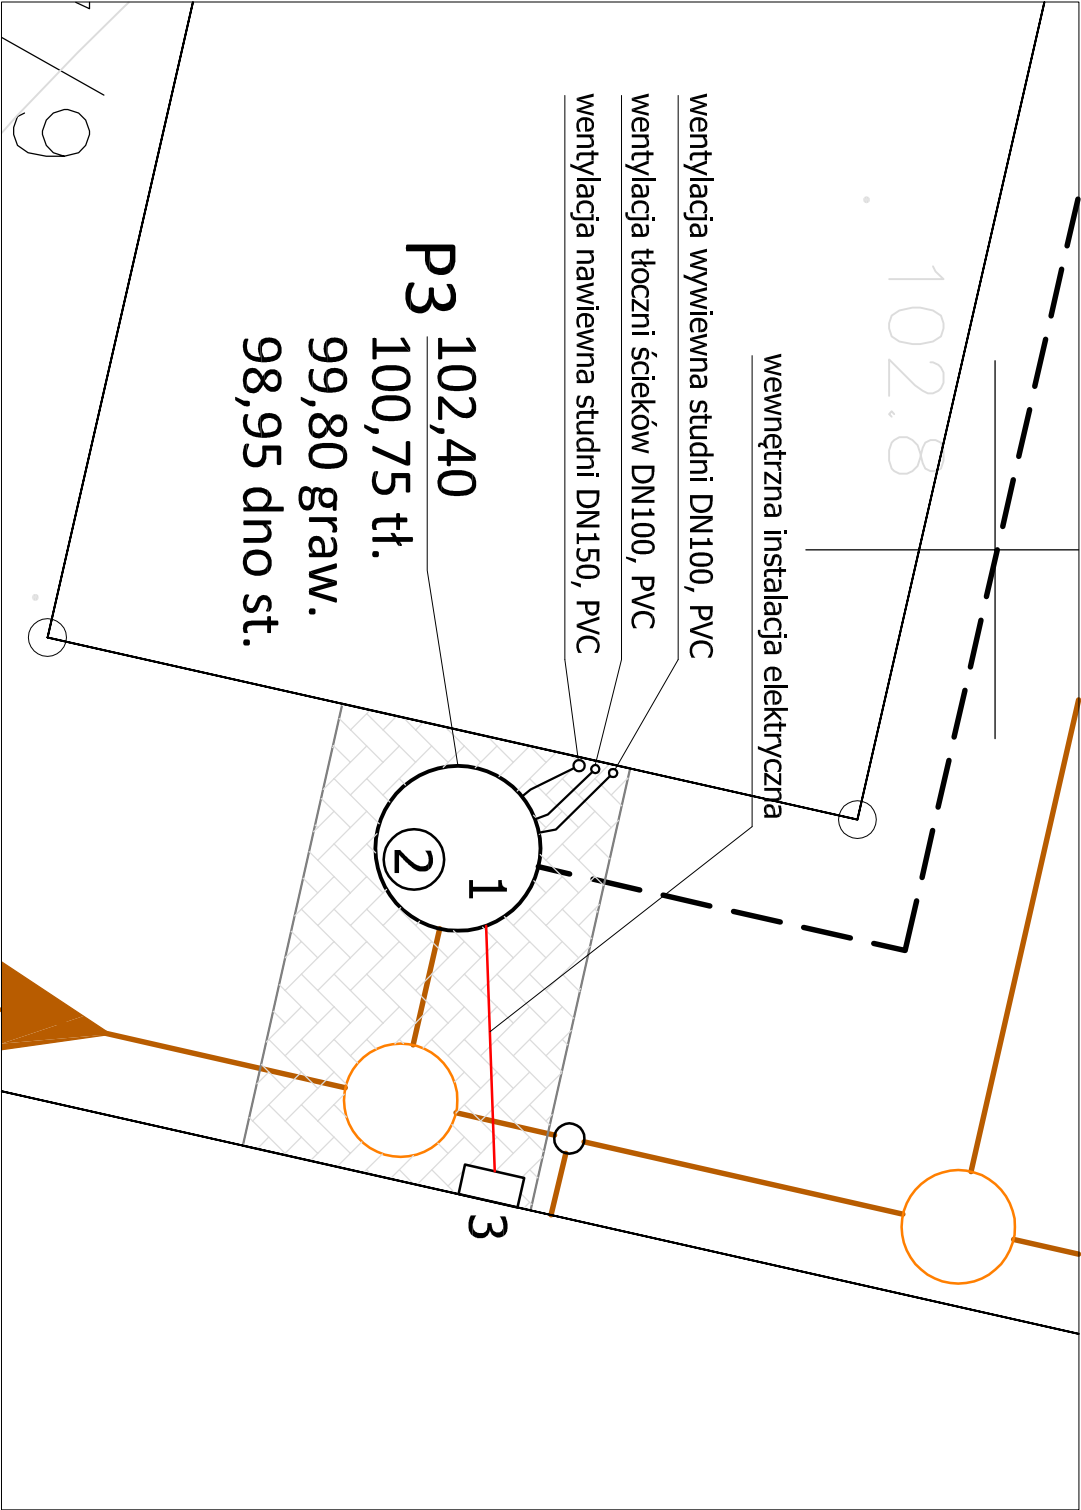 102.8
wewnętrzna instalacja elektryczna
wentylacja wywiewna studni DN100, PVC
wentylacja tłoczni ścieków DN100, PVC
wentylacja nawiewna studni DN150, PVC
P3
102,40
100,75 tł.
99,80 graw.
98,95 dno st.
1
2
3